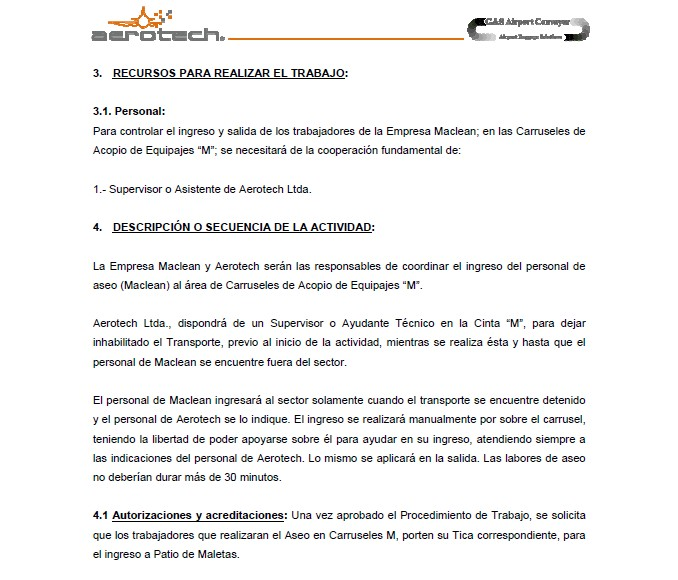 aerotech.
G&S Airport Conveyor
Airport Baggage Solutions
3. RECURSOS PARA REALIZAR EL TRABAJO:
3.1. Personal:
Para controlar el ingreso y salida de los trabajadores de la Empresa Maclean; en las Carruseles de
Acopio de Equipajes “M”; se necesitará de la cooperación fundamental de:
1.- Supervisor o Asistente de Aerotech Ltda.
4. DESCRIPCIÓN O SECUENCIA DE LA ACTIVIDAD:
La Empresa Maclean y Aerotech serán las responsables de coordinar el ingreso del personal de
aseo (Maclean) al área de Carruseles de Acopio de Equipajes “M”.
Aerotech Ltda., dispondrá de un Supervisor o Ayudante Técnico en la Cinta “M”, para dejar
inhabilitado el Transporte, previo al inicio de la actividad, mientras se realiza ésta y hasta que el
personal de Maclean se encuentre fuera del sector.
El personal de Maclean ingresará al sector solamente cuando el transporte se encuentre detenido
y el personal de Aerotech se lo indique. El ingreso se realizará manualmente por sobre el carrusel,
teniendo la libertad de poder apoyarse sobre él para ayudar en su ingreso, atendiendo siempre a
las indicaciones del personal de Aerotech. Lo mismo se aplicará en la salida. Las labores de aseo
no deberían durar más de 30 minutos.
4.1 Autorizaciones y acreditaciones: Una vez aprobado el Procedimiento de Trabajo, se solicita
que los trabajadores que realizaran el Aseo en Carruseles M, porten su Tica correspondiente, para
el ingreso a Patio de Maletas.